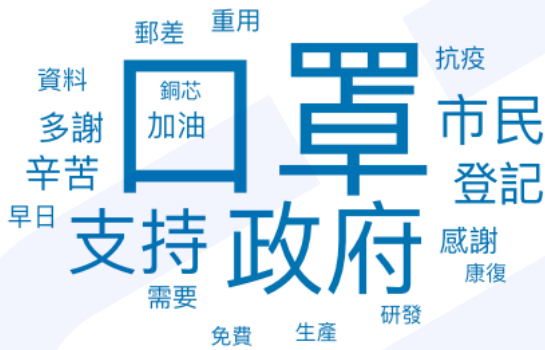 重用
郵差
抗疫
資料
口罩
銅芯
市民
多謝
加油
辛苦
登記
早日
支持
政府
感謝
康復
需要
研發
免費
生產